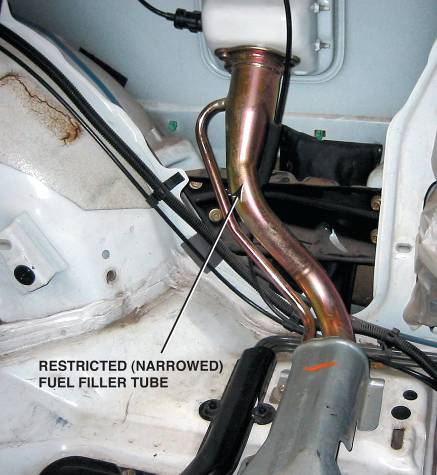 RESTRICTED (NARROWED)
FUEL FILLER TUBE